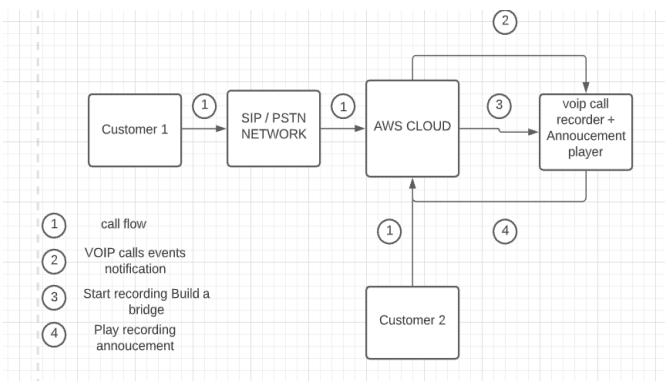 2
1
1
3
Customer 1
SIP / PSTN
NETWORK
AWS CLOUD
voip call
recorder +
Annoucement
player
1
call flow
1
4
2
VOIP calls events
notification
3
Start recording Build a
bridge
4
Play recording
annoucement
Customer 2